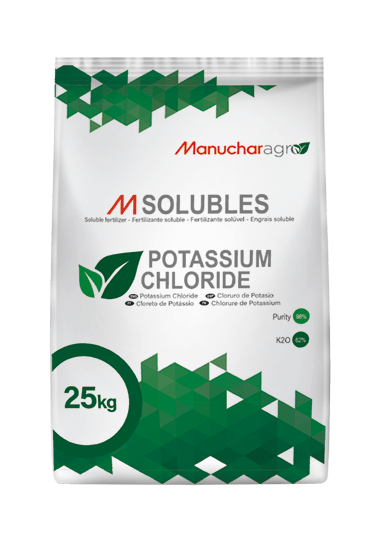 Manucharagro
M SOLUBLES
Soluble fertilizer - Fertilizante soluble - Fertilizante solúvel - Engrais soluble
POTASSIUM
CHLORIDE
Potassium Chloride Cloruro de Potasio
Cloreto de Potássio Chlorure de Potassium
Purity 98%
K2O 62%
25kg